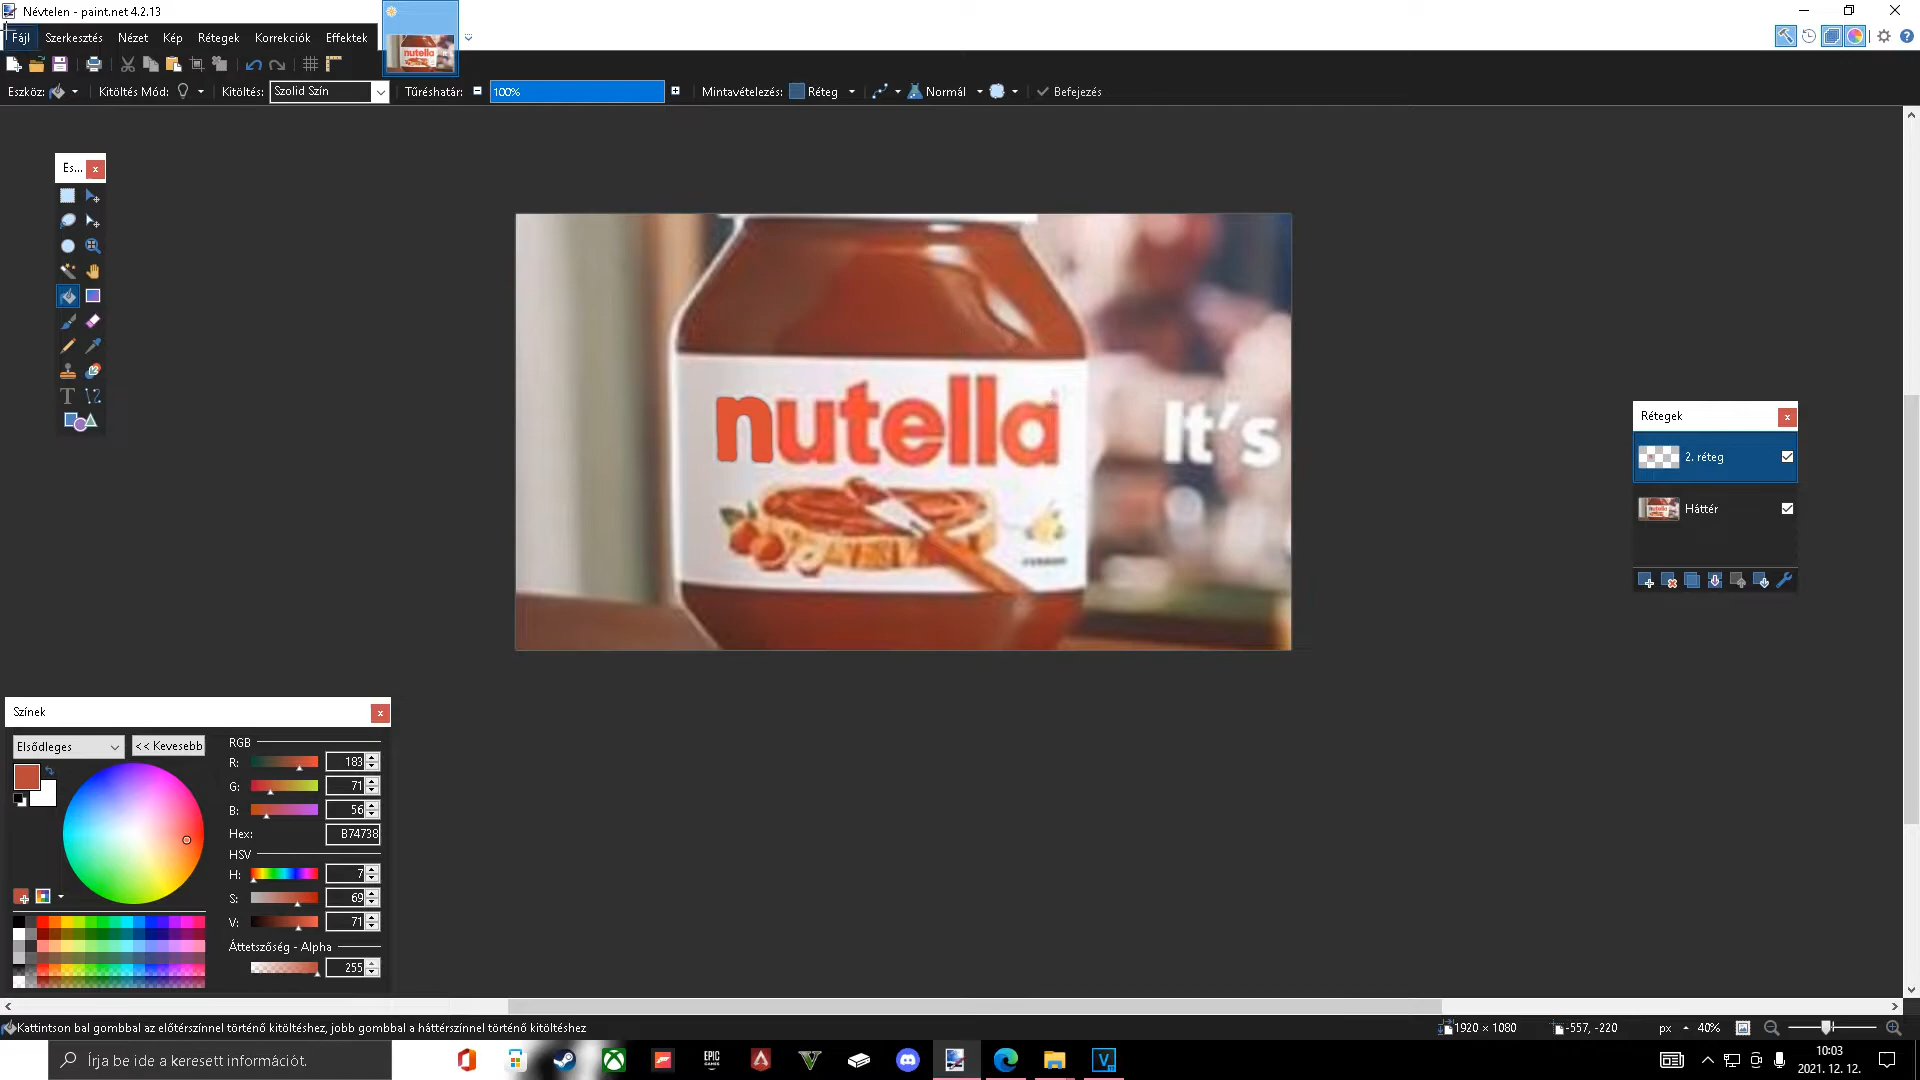 Névtelen - paint.net 4.2.13
Fájl Szerkesztés Nézet Kép Rétegek Korrekciók Effektek
Eszköz: Kitöltés Mód: Kitöltés: Szolid Szín Tűréshatár: 100% Mintavételezés: Réteg Normál Befejezés
Es...
nutella
It's
Rétegek
2. réteg
Háttér
Színek
Elsődleges << Kevesebb
RGB
R: 183
G: 71
B: 56
Hex: B74738
HSV
H: 7
S: 69
V: 71
Áttetszőség - Alpha
255
Kattintson bal gombbal az előtérszínnel történő kitöltéshez, jobb gombbal a háttérszínnel történő kitöltéshez
1920 × 1080 -557, -220 px 40%
Írja be ide a keresett információt.
EPIC
GAMES
10:03
2021. 12. 12.